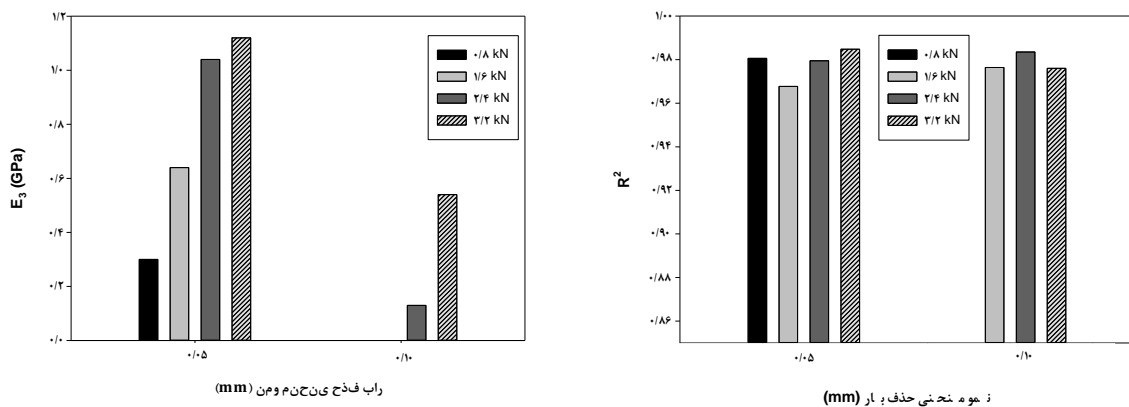 E₃ (GPa)
۱/۲
۱/۰
۰/۸
۰/۶
۰/۴
۰/۲
۰/۰
۰/۸ kN
۱/۶ kN
۲/۴ kN
۳/۲ kN
۰/۰۵ ۰/۱۰
راب فذح ینحنم ومن (mm)
R²
۱/۰۰
۰/۹۸
۰/۹۶
۰/۹۴
۰/۹۲
۰/۹۰
۰/۸۸
۰/۸۶
۰/۸ kN
۱/۶ kN
۲/۴ kN
۳/۲ kN
۰/۰۵ ۰/۱۰
نمو منحنی حذف بار (mm)